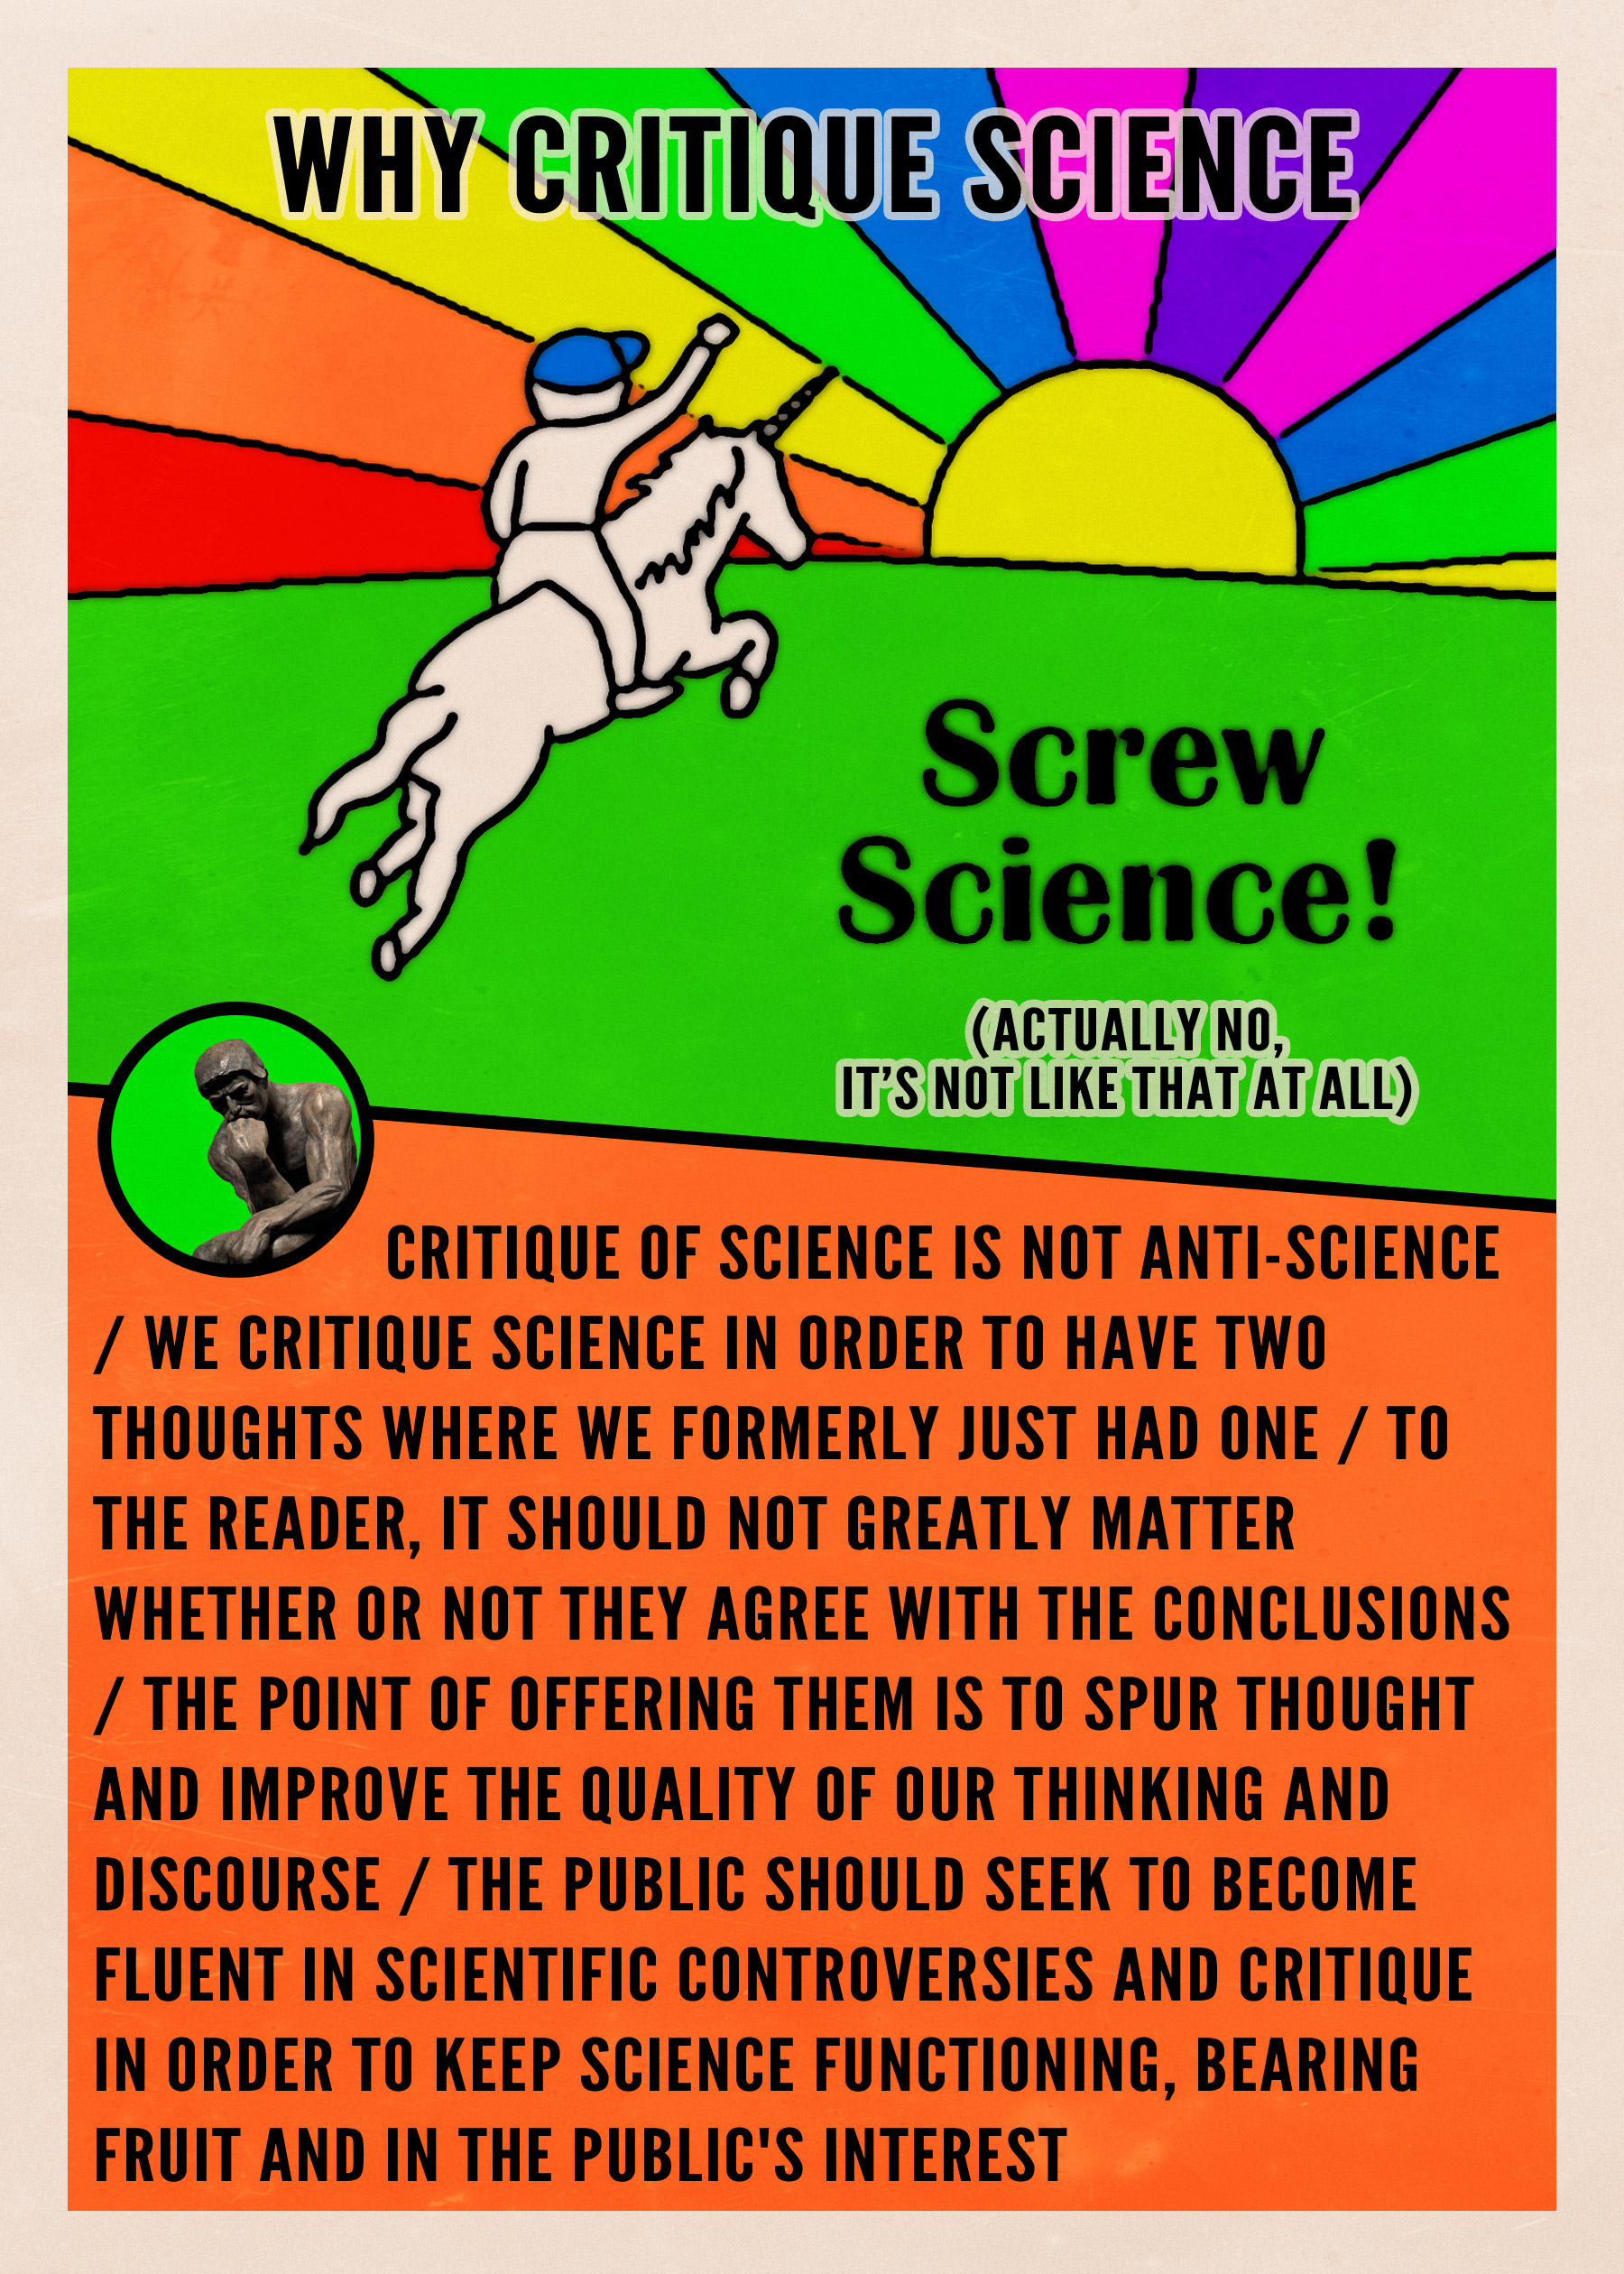 WHY CRITIQUE SCIENCE
Screw
Science!
(ACTUALLY NO,
IT’S NOT LIKE THAT AT ALL)
CRITIQUE OF SCIENCE IS NOT ANTI-SCIENCE
/ WE CRITIQUE SCIENCE IN ORDER TO HAVE TWO
THOUGHTS WHERE WE FORMERLY JUST HAD ONE / TO
THE READER, IT SHOULD NOT GREATLY MATTER
WHETHER OR NOT THEY AGREE WITH THE CONCLUSIONS
/ THE POINT OF OFFERING THEM IS TO SPUR THOUGHT
AND IMPROVE THE QUALITY OF OUR THINKING AND
DISCOURSE / THE PUBLIC SHOULD SEEK TO BECOME
FLUENT IN SCIENTIFIC CONTROVERSIES AND CRITIQUE
IN ORDER TO KEEP SCIENCE FUNCTIONING, BEARING
FRUIT AND IN THE PUBLIC'S INTEREST